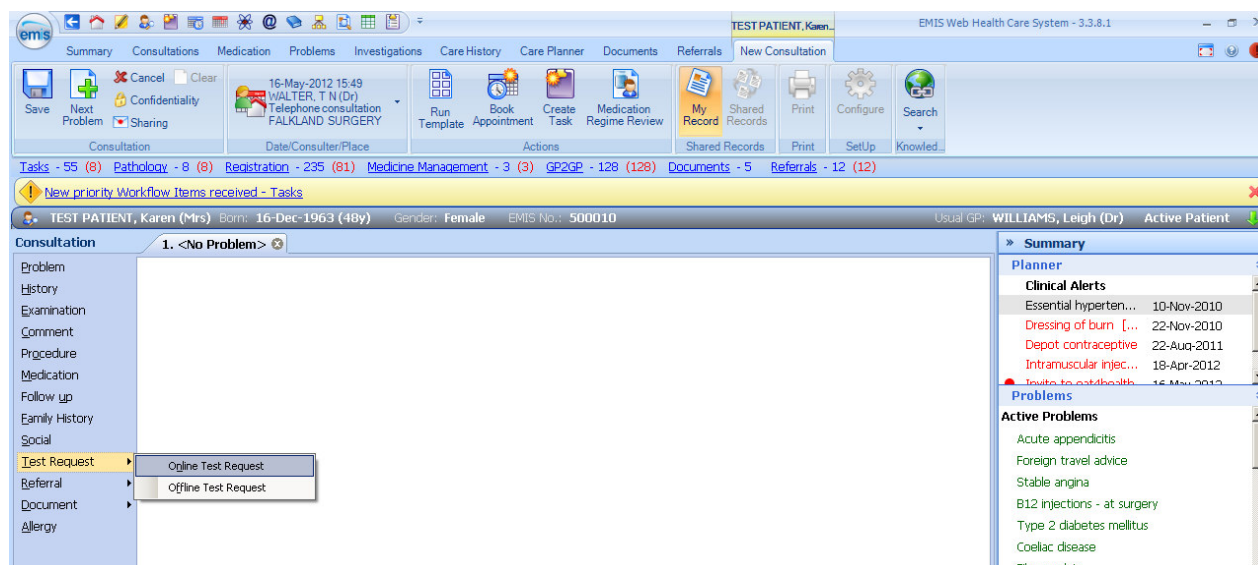 emis
TEST PATIENT, Karen...
EMIS Web Health Care System - 3.3.8.1
Summary Consultations Medication Problems Investigations Care History Care Planner Documents Referrals New Consultation
Save
Next Problem
Cancel Clear
Confidentiality
Sharing
Consultation
16-May-2012 15:49
WALTER, T N (Dr)
Telephone consultation
FALKLAND SURGERY
Date/Consulter/Place
Run Template
Book Appointment
Create Task
Medication Regime Review
Actions
My Record
Shared Records
Shared Records
Print
Print
Configure
SetUp
Search
Knowled...
Tasks - 55 (8) Pathology - 8 (8) Registration - 235 (81) Medicine Management - 3 (3) GP2GP - 128 (128) Documents - 5 Referrals - 12 (12)
New priority Workflow Items received - Tasks
TEST PATIENT, Karen (Mrs) Born: 16-Dec-1963 (48y) Gender: Female EMIS No.: 500010 Usual GP: WILLIAMS, Leigh (Dr) Active Patient
Consultation
1. <No Problem>
Problem
History
Examination
Comment
Procedure
Medication
Follow up
Family History
Social
Test Request
Online Test Request
Offline Test Request
Referral
Document
Allergy
» Summary
Planner
Clinical Alerts
Essential hyperten... 10-Nov-2010
Dressing of burn [... 22-Nov-2010
Depot contraceptive 22-Aug-2011
Intramuscular injec... 18-Apr-2012
Invite to eat4health 16-May-2012
Problems
Active Problems
Acute appendicitis
Foreign travel advice
Stable angina
B12 injections - at surgery
Type 2 diabetes mellitus
Coeliac disease